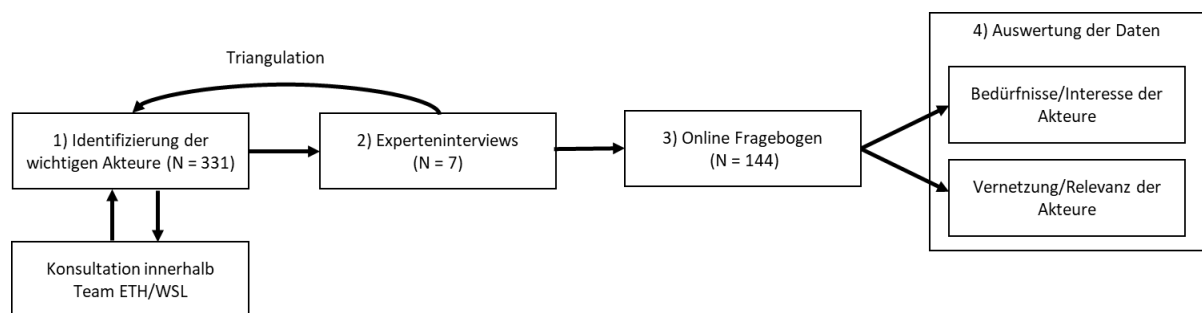 Triangulation
1) Identifizierung der
wichtigen Akteure (N = 331)
2) Experteninterviews
(N = 7)
3) Online Fragebogen
(N = 144)
4) Auswertung der Daten
Bedürfnisse/Interesse der
Akteure
Vernetzung/Relevanz der
Akteure
Konsultation innerhalb
Team ETH/WSL